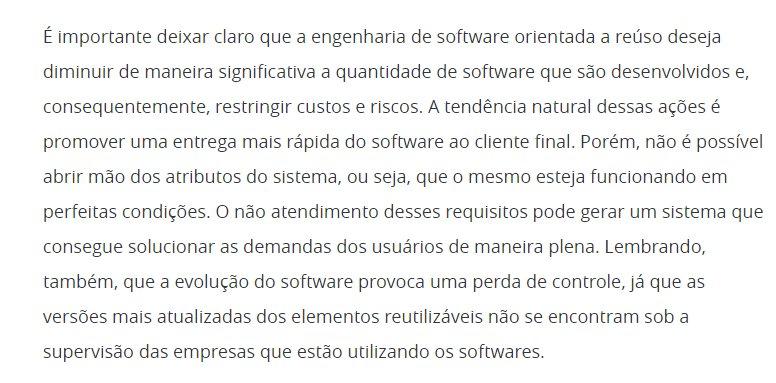 É importante deixar claro que a engenharia de software orientada a reúso deseja
diminuir de maneira significativa a quantidade de software que são desenvolvidos e,
consequentemente, restringir custos e riscos. A tendência natural dessas ações é
promover uma entrega mais rápida do software ao cliente final. Porém, não é possível
abrir mão dos atributos do sistema, ou seja, que o mesmo esteja funcionando em
perfeitas condições. O não atendimento desses requisitos pode gerar um sistema que
consegue solucionar as demandas dos usuários de maneira plena. Lembrando,
também, que a evolução do software provoca uma perda de controle, já que as
versões mais atualizadas dos elementos reutilizáveis não se encontram sob a
supervisão das empresas que estão utilizando os softwares.